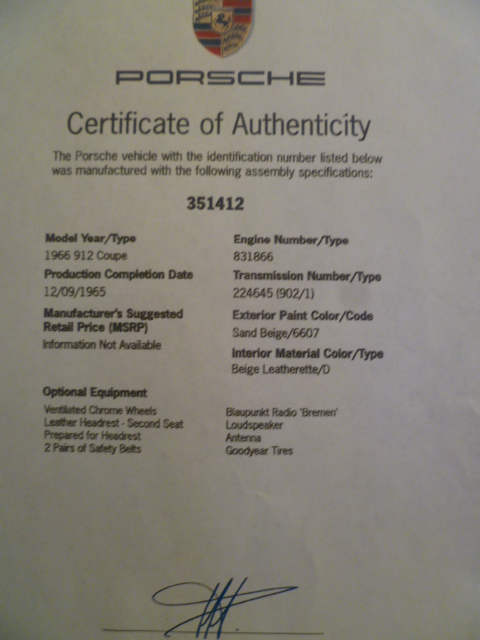 PORSCHE
Certificate of Authenticity
The Porsche vehicle with the identification number listed below
was manufactured with the following assembly specifications:
351412
Model Year/Type
1966 912 Coupe
Production Completion Date
12/09/1965
Manufacturer's Suggested
Retail Price (MSRP)
Information Not Available
Engine Number/Type
831866
Transmission Number/Type
224645 (902/1)
Exterior Paint Color/Code
Sand Beige/6607
Interior Material Color/Type
Beige Leatherette/D
Optional Equipment
Ventilated Chrome Wheels
Leather Headrest - Second Seat
Prepared for Headrest
2 Pairs of Safety Belts
Blaupunkt Radio 'Bremen'
Loudspeaker
Antenna
Goodyear Tires